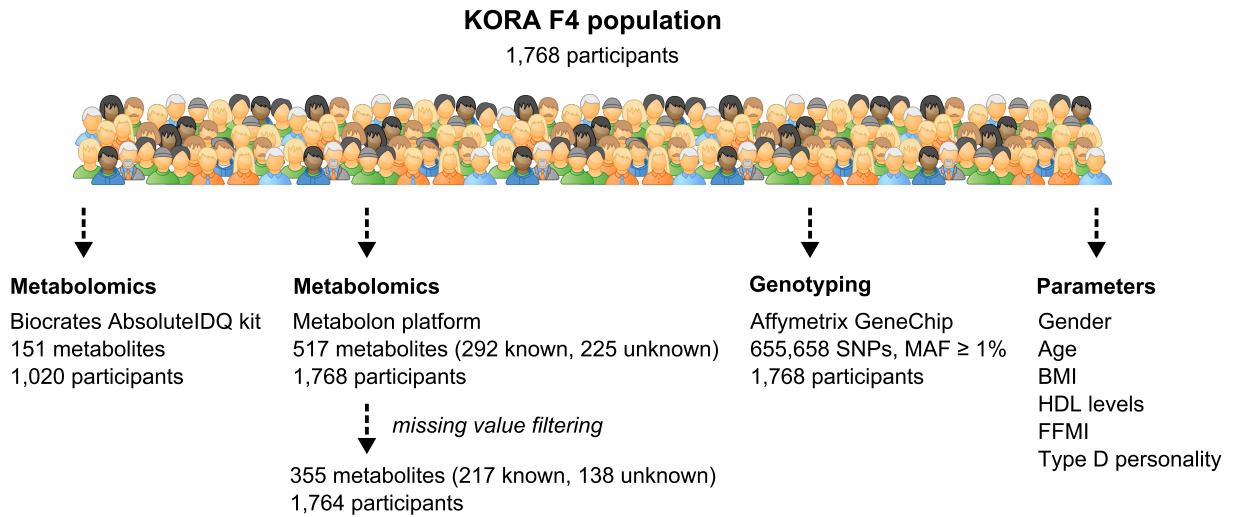 KORA F4 population
1,768 participants
Metabolomics
Biocrates AbsoluteIDQ kit
151 metabolites
1,020 participants
Metabolomics
Metabolon platform
517 metabolites (292 known, 225 unknown)
1,768 participants
missing value filtering
355 metabolites (217 known, 138 unknown)
1,764 participants
Genotyping
Affymetrix GeneChip
655,658 SNPs, MAF ≥ 1%
1,768 participants
Parameters
Gender
Age
BMI
HDL levels
FFMI
Type D personality